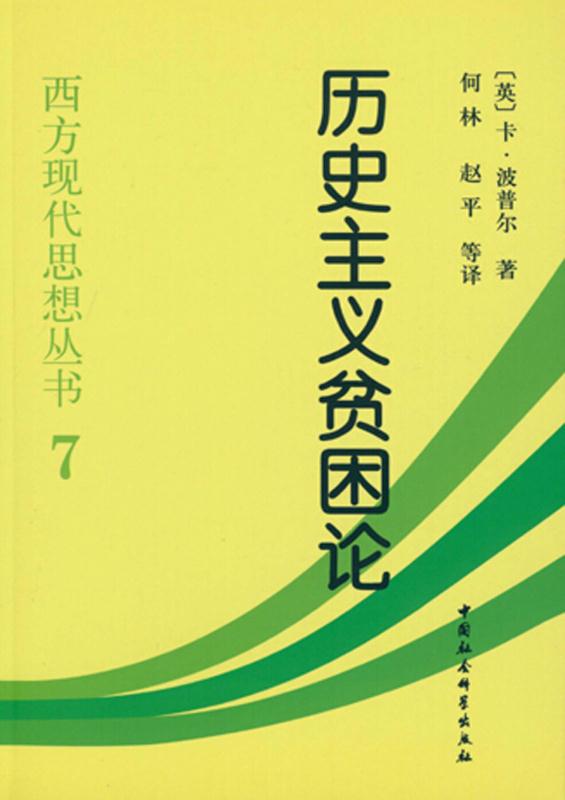 [英]卡·波普尔 著
何林 赵平 等译
历史主义贫困论
西方现代思想丛书 7
中国社会科学出版社